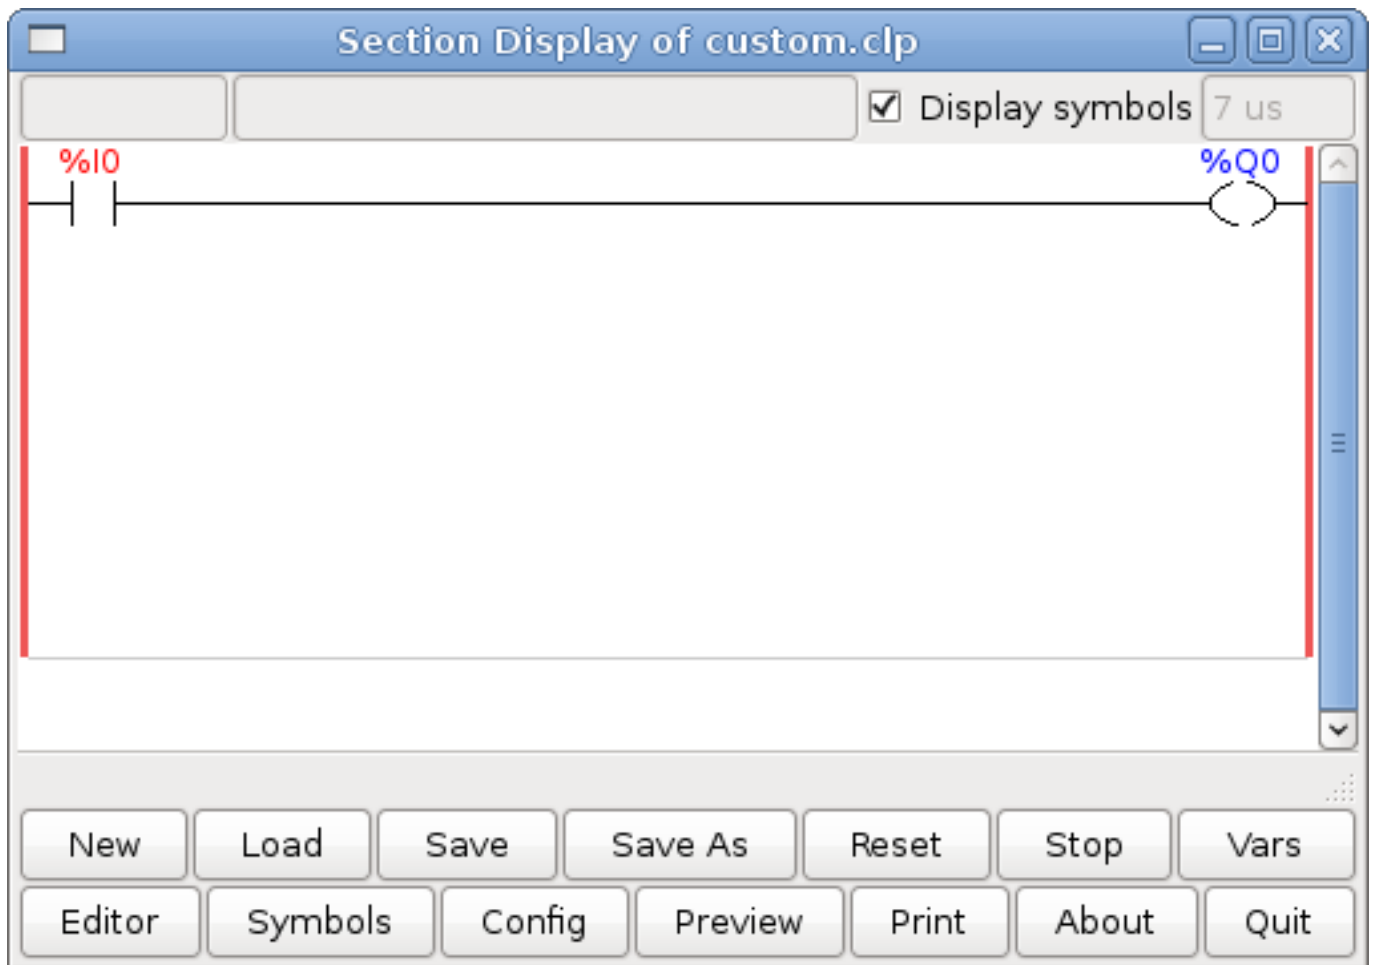 Section Display of custom.clp
Display symbols 7 us
%I0 %Q0
New Load Save Save As Reset Stop Vars
Editor Symbols Config Preview Print About Quit